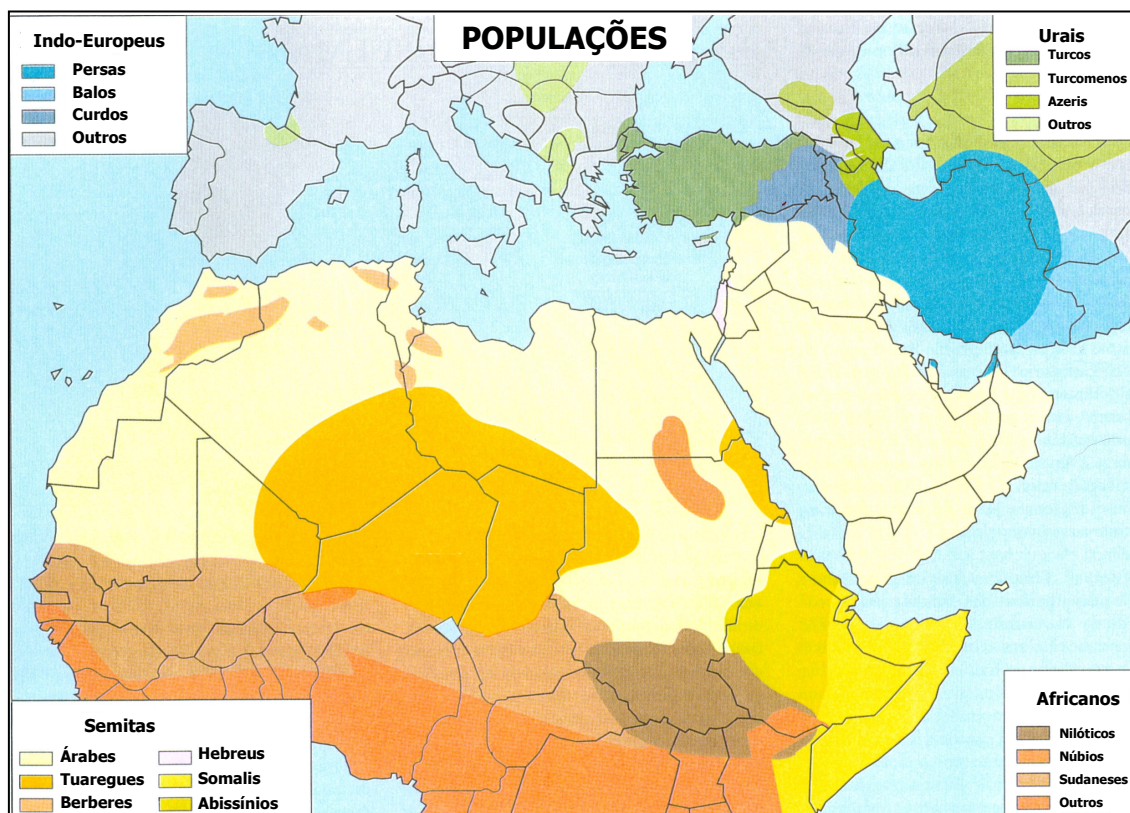 POPULAÇÕES
Indo-Europeus
Persas
Balos
Curdos
Outros
Urais
Turcos
Turcomenos
Azeris
Outros
Semitas
Árabes
Tuaregues
Berberes
Hebreus
Somalis
Abissínios
Africanos
Nilóticos
Núbios
Sudaneses
Outros